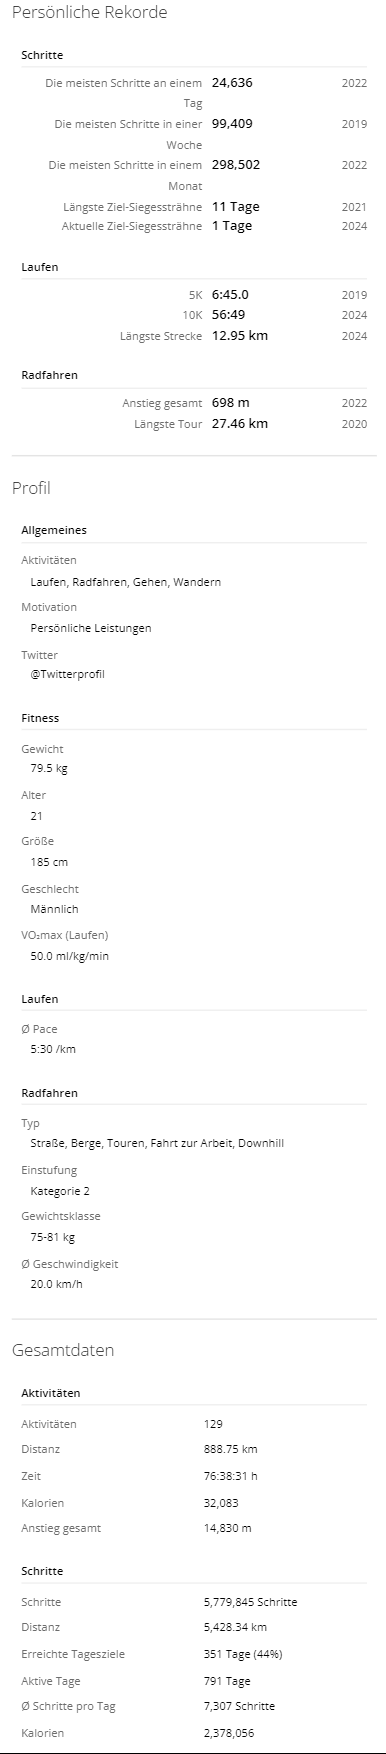 Persönliche Rekorde
Schritte
Die meisten Schritte an einem 24,636 2022
Tag
Die meisten Schritte in einer 99,409 2019
Woche
Die meisten Schritte in einem 298,502 2022
Monat
Längste Ziel-Siegessträhne 11 Tage 2021
Aktuelle Ziel-Siegessträhne 1 Tage 2024
Laufen
5K 6:45.0 2019
10K 56:49 2024
Längste Strecke 12.95 km 2024
Radfahren
Anstieg gesamt 698 m 2022
Längste Tour 27.46 km 2020
Profil
Allgemeines
Aktivitäten
Laufen, Radfahren, Gehen, Wandern
Motivation
Persönliche Leistungen
Twitter
@Twitterprofil
Fitness
Gewicht
79.5 kg
Alter
21
Größe
185 cm
Geschlecht
Männlich
VO₂max (Laufen)
50.0 ml/kg/min
Laufen
Ø Pace
5:30 /km
Radfahren
Typ
Straße, Berge, Touren, Fahrt zur Arbeit, Downhill
Einstufung
Kategorie 2
Gewichtsklasse
75-81 kg
Ø Geschwindigkeit
20.0 km/h
Gesamtdaten
Aktivitäten
Aktivitäten 129
Distanz 888.75 km
Zeit 76:38:31 h
Kalorien 32,083
Anstieg gesamt 14,830 m
Schritte
Schritte 5,779,845 Schritte
Distanz 5,428.34 km
Erreichte Tagesziele 351 Tage (44%)
Aktive Tage 791 Tage
Ø Schritte pro Tag 7,307 Schritte
Kalorien 2,378,056